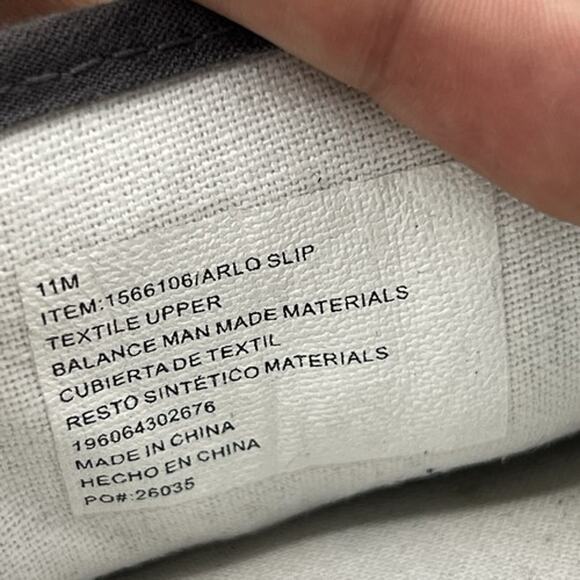 11M
ITEM:1566106/ARLO SLIP
TEXTILE UPPER
BALANCE MAN MADE MATERIALS
CUBIERTA DE TEXTIL
RESTO SINTÉTICO MATERIALS
196064302676
MADE IN CHINA
HECHO EN CHINA
PO#:26035